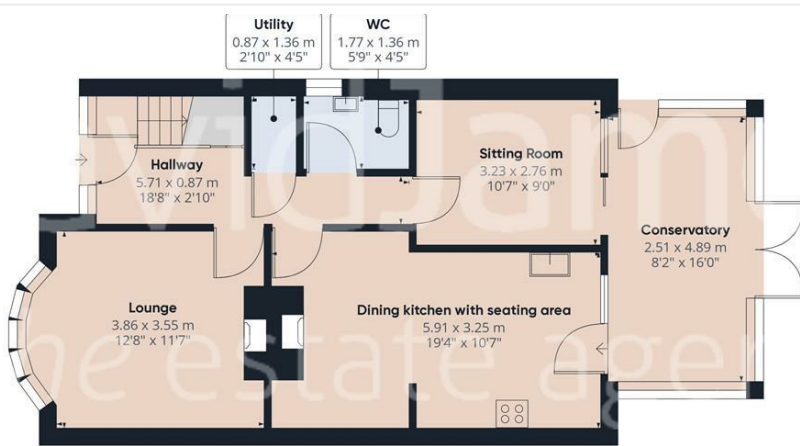 Utility
0.87 x 1.36 m
2'10" x 4'5"
WC
1.77 x 1.36 m
5'9" x 4'5"
Hallway
5.71 x 0.87 m
18'8" x 2'10"
Sitting Room
3.23 x 2.76 m
10'7" x 9'0"
Conservatory
2.51 x 4.89 m
8'2" x 16'0"
Lounge
3.86 x 3.55 m
12'8" x 11'7"
Dining kitchen with seating area
5.91 x 3.25 m
19'4" x 10'7"
the estate agen